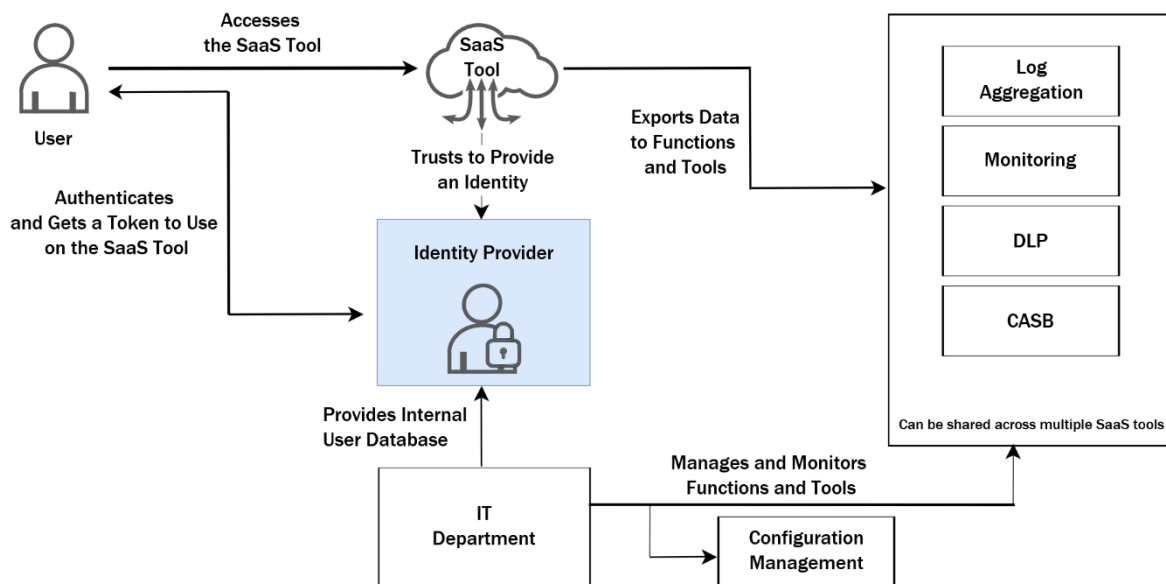 Accesses
the SaaS Tool
SaaS
Tool
User
Exports Data
to Functions
and Tools
Log
Aggregation
Monitoring
DLP
CASB
Can be shared across multiple SaaS tools
Trusts to Provide
an Identity
Authenticates
and Gets a Token to Use
on the SaaS Tool
Identity Provider
Provides Internal
User Database
IT
Department
Manages and Monitors
Functions and Tools
Configuration
Management